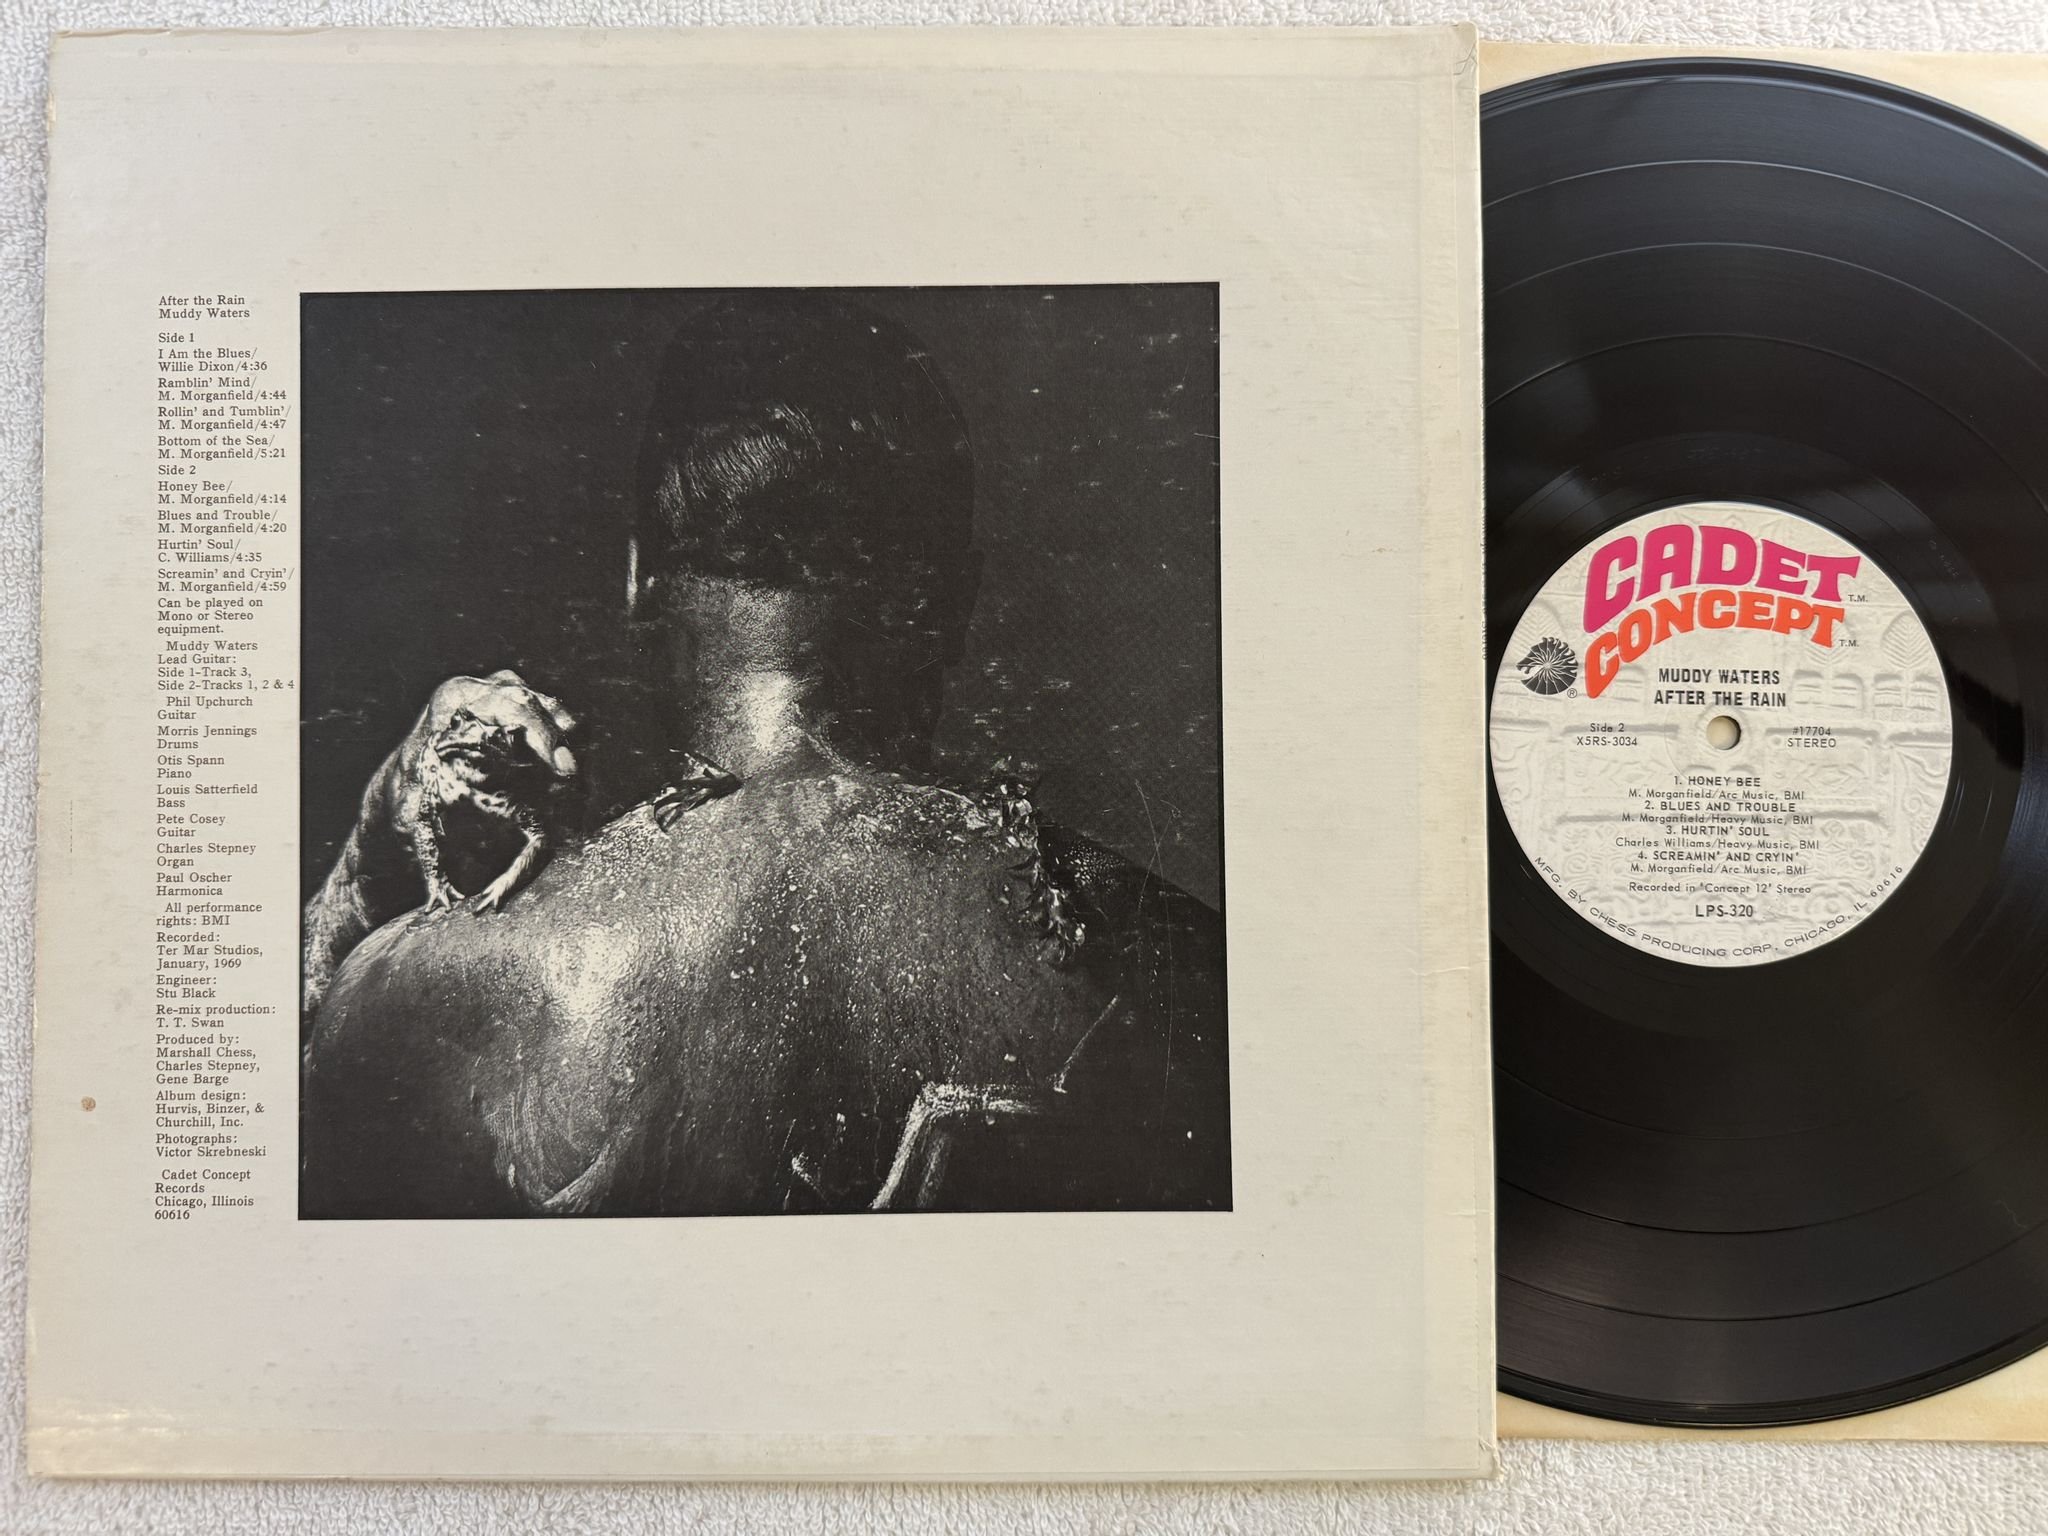 After the Rain
Muddy Waters
Side 1
I Am the Blues/
Willie Dixon/4:36
Ramblin' Mind/
M. Morganfield/4:44
Rollin' and Tumblin'/
M. Morganfield/4:47
Bottom of the Sea/
M. Morganfield/5:21
Side 2
Honey Bee/
M. Morganfield/4:14
Blues and Trouble/
M. Morganfield/4:20
Hurtin' Soul/
C. Williams/4:35
Screamin' and Cryin'/
M. Morganfield/4:59
Can be played on
Mono or Stereo
equipment.
Muddy Waters
Lead Guitar:
Side 1-Track 3,
Side 2-Tracks 1, 2 & 4
Phil Upchurch
Guitar
Morris Jennings
Drums
Otis Spann
Piano
Louis Satterfield
Bass
Pete Cosey
Guitar
Charles Stepney
Organ
Paul Oscher
Harmonica
All performance
rights: BMI
Recorded:
Ter Mar Studios,
January, 1969
Engineer:
Stu Black
Re-mix production:
T. T. Swan
Produced by:
Marshall Chess,
Charles Stepney,
Gene Barge
Album design:
Hurvis, Binzer, &
Churchill, Inc.
Photographs:
Victor Skrebneski
Cadet Concept
Records
Chicago, Illinois
60616
CADET T.M.
CONCEPT T.M.
®
MUDDY WATERS
AFTER THE RAIN
Side 2
X5RS-3034
#17704
STEREO
1. HONEY BEE
M. Morganfield/Arc Music, BMI
2. BLUES AND TROUBLE
M. Morganfield/Heavy Music, BMI
3. HURTIN' SOUL
Charles Williams/Heavy Music, BMI
4. SCREAMIN' AND CRYIN'
M. Morganfield/Arc Music, BMI
Recorded in 'Concept 12' Stereo
LPS-320
MFG. BY CHESS PRODUCING CORP., CHICAGO, IL 60616